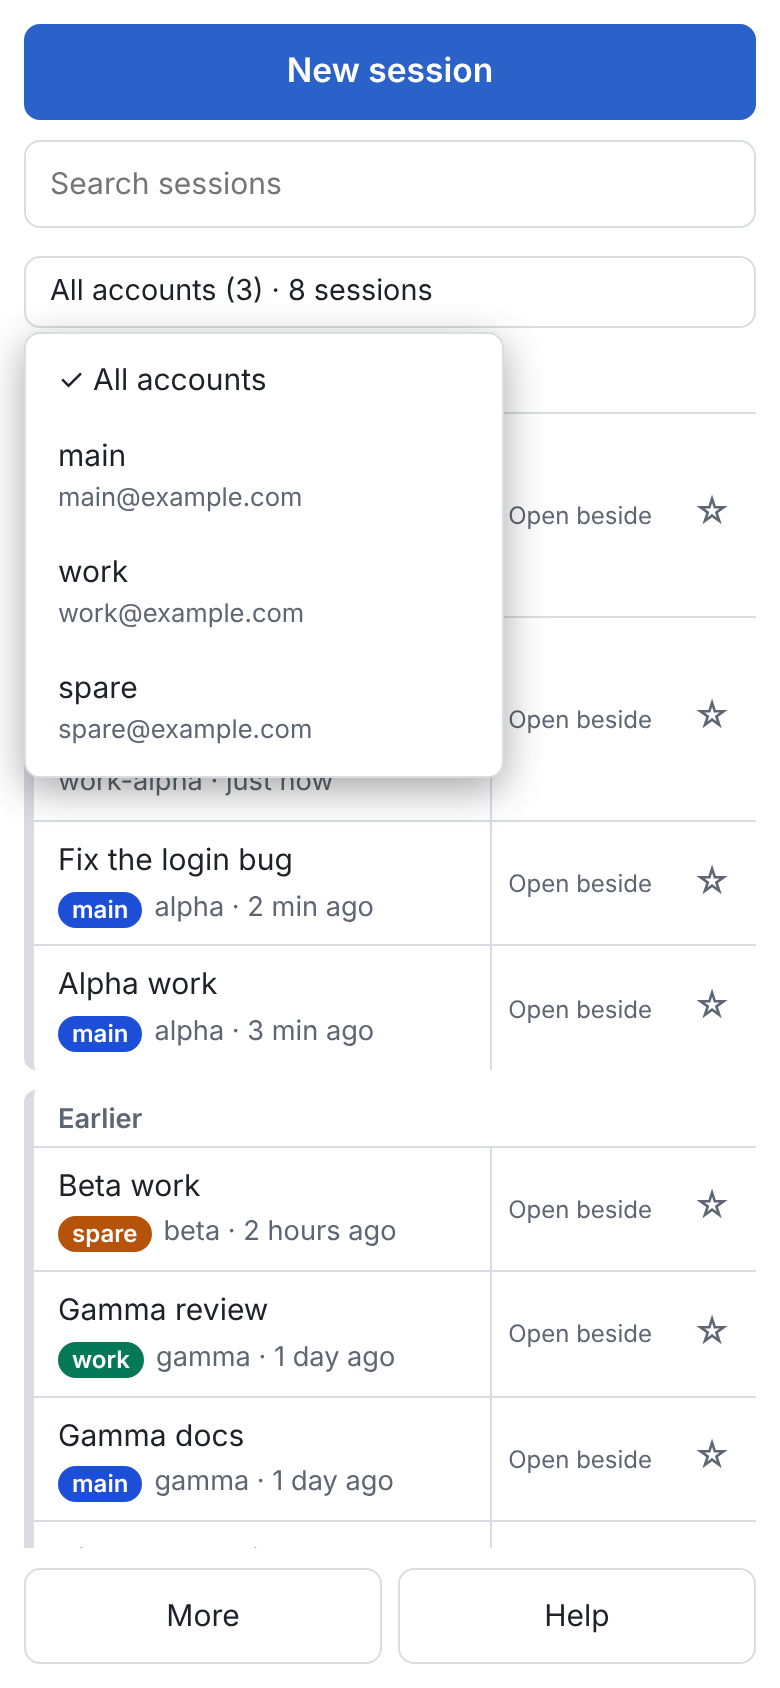 New session
Search sessions
All accounts (3) · 8 sessions
✓ All accounts
main
main@example.com
Open beside
work
work@example.com
spare
spare@example.com
Open beside
work-alpha · just now
Fix the login bug
main alpha · 2 min ago
Open beside
Alpha work
main alpha · 3 min ago
Open beside
Earlier
Beta work
spare beta · 2 hours ago
Open beside
Gamma review
work gamma · 1 day ago
Open beside
Gamma docs
main gamma · 1 day ago
Open beside
More
Help